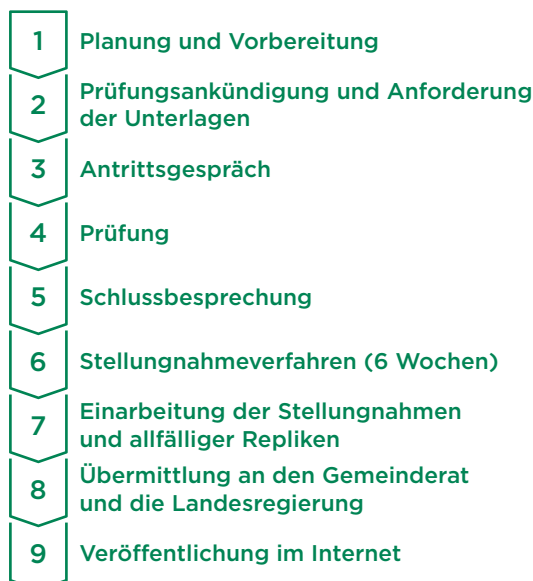 1 Planung und Vorbereitung
2 Prüfungsankündigung und Anforderung
der Unterlagen
3 Antrittsgespräch
4 Prüfung
5 Schlussbesprechung
6 Stellungnahmeverfahren (6 Wochen)
7 Einarbeitung der Stellungnahmen
und allfälliger Repliken
8 Übermittlung an den Gemeinderat
und die Landesregierung
9 Veröffentlichung im Internet